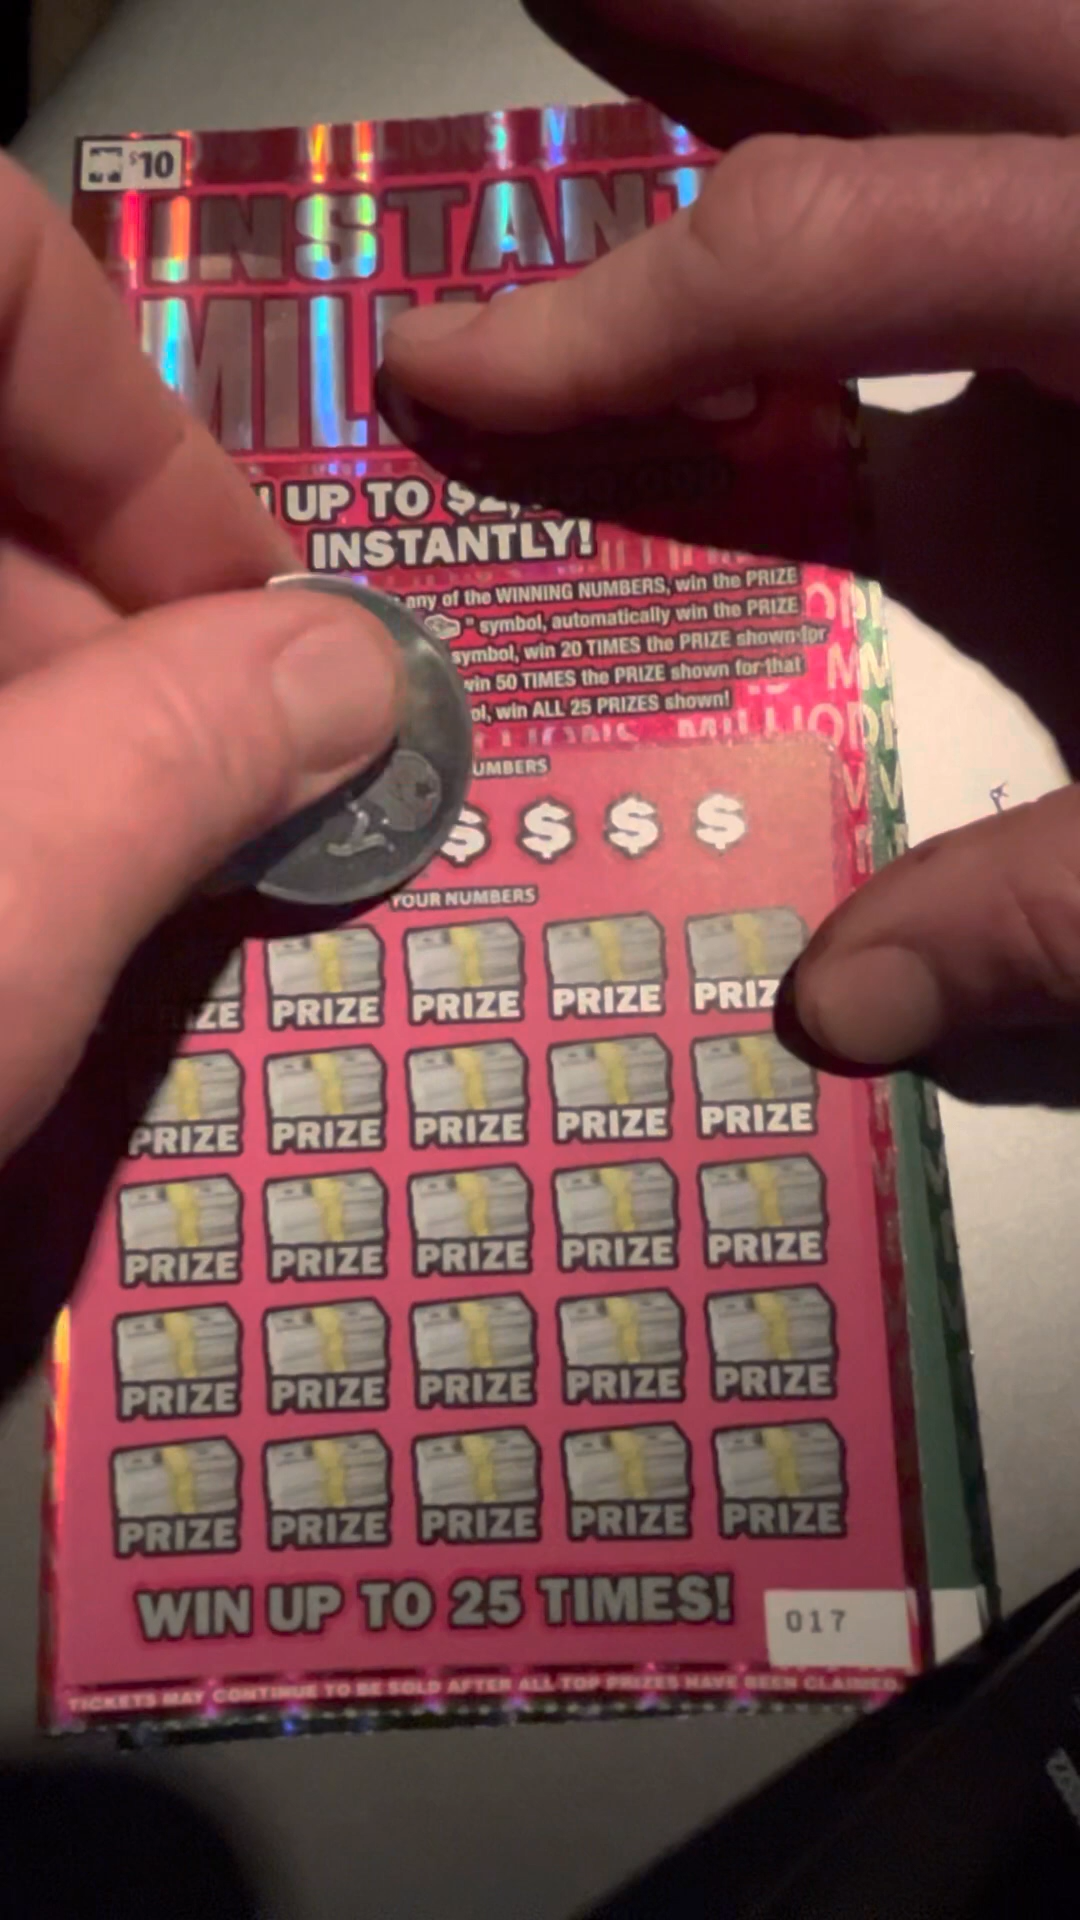 $10
INSTANT
UP TO $2,
INSTANTLY!
any of the WINNING NUMBERS, win the PRIZE
" symbol, automatically win the PRIZE
symbol, win 20 TIMES the PRIZE shown for
win 50 TIMES the PRIZE shown for that
win ALL 25 PRIZES shown!
$ $ $ $
YOUR NUMBERS
PRIZE PRIZE PRIZE
PRIZE PRIZE PRIZE PRIZE PRIZE
PRIZE PRIZE PRIZE PRIZE PRIZE
PRIZE PRIZE PRIZE PRIZE PRIZE
PRIZE PRIZE PRIZE PRIZE PRIZE
WIN UP TO 25 TIMES!
017
TICKETS MAY CONTINUE TO BE SOLD AFTER ALL TOP PRIZES HAVE BEEN CLAIMED.